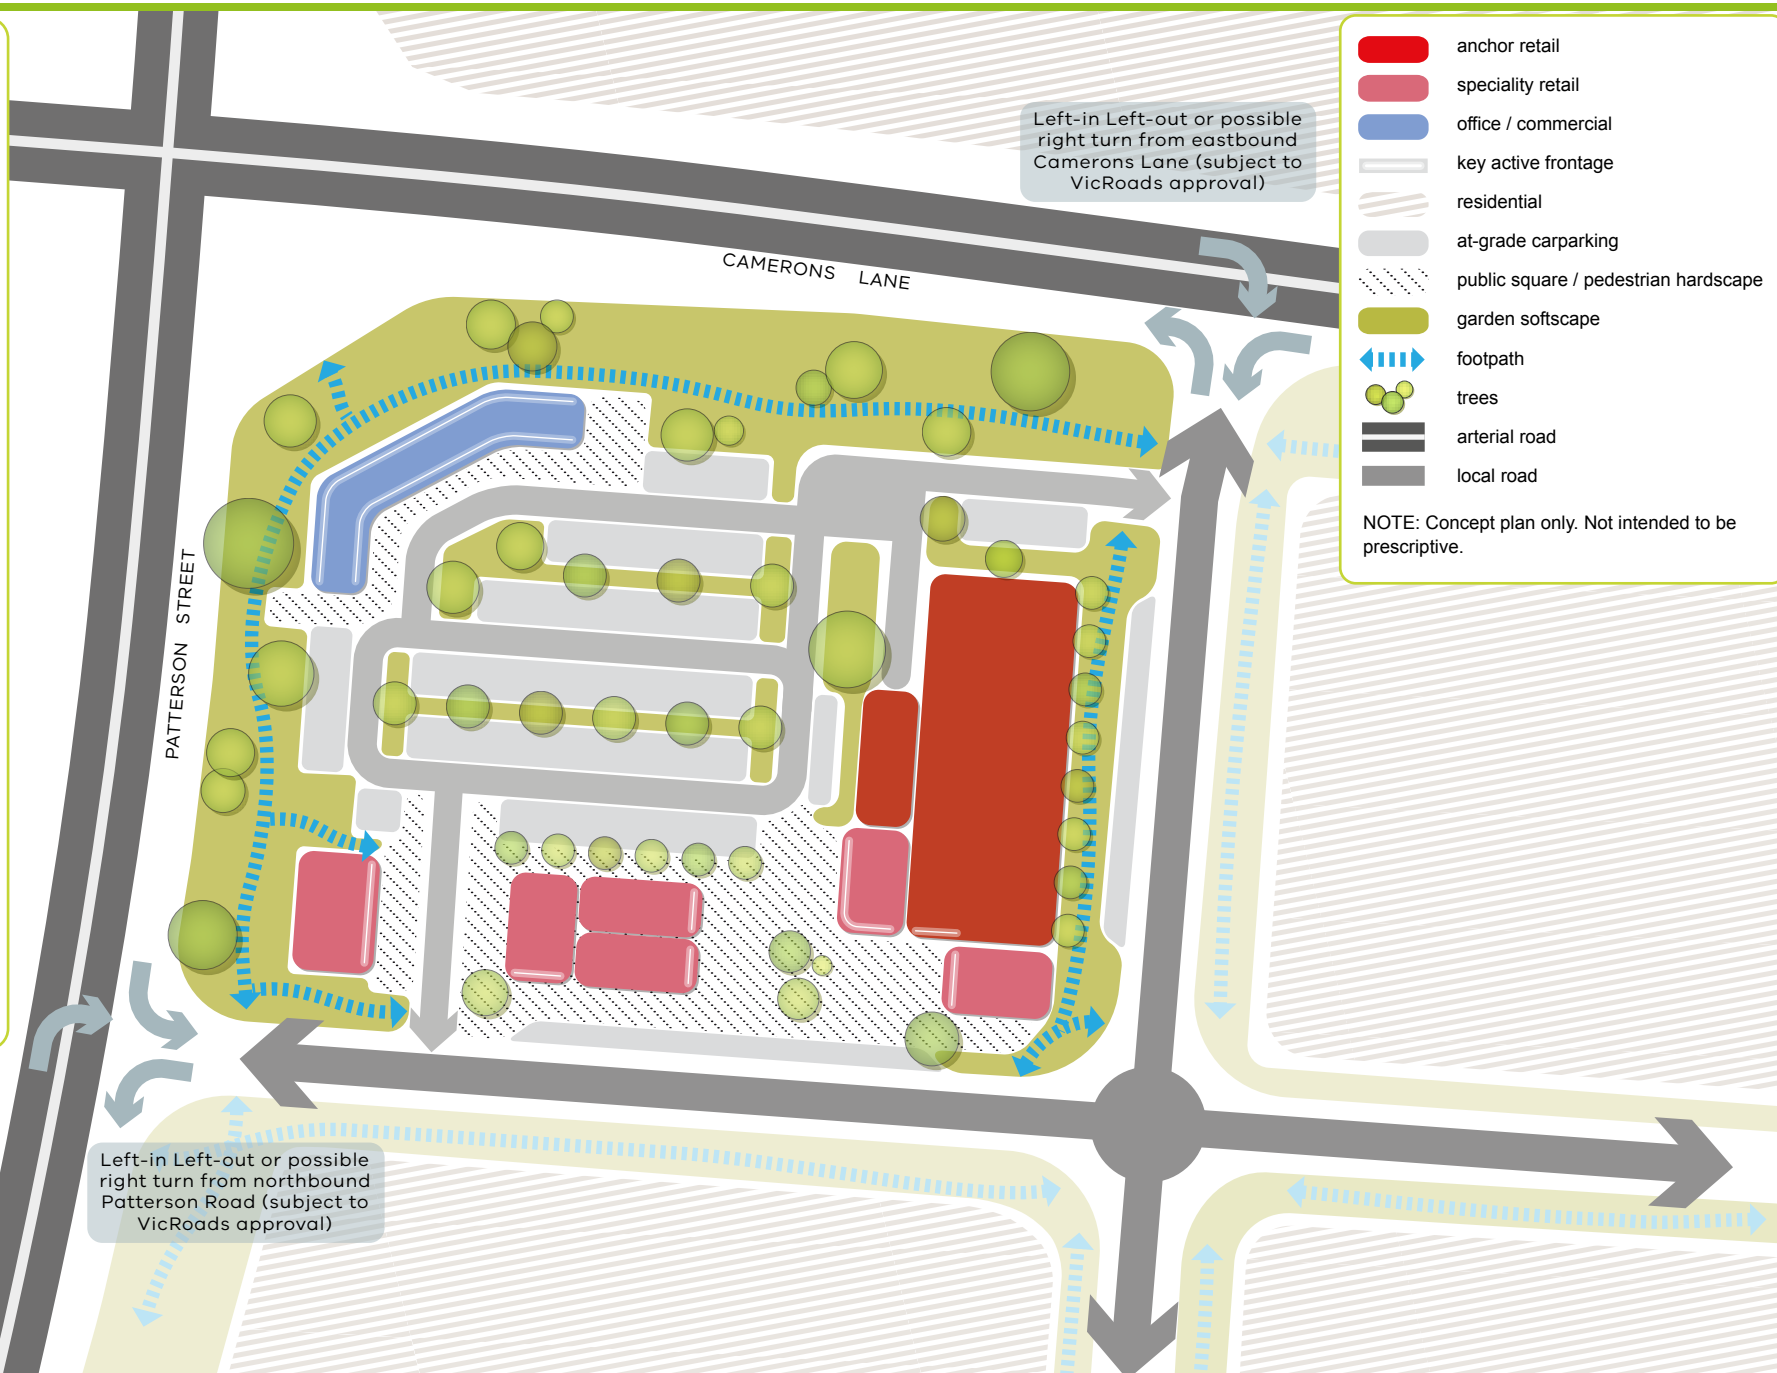 Left-in Left-out or possible
right turn from eastbound
Camerons Lane (subject to
VicRoads approval)
CAMERONS LANE
PATTERSON STREET
Left-in Left-out or possible
right turn from northbound
Patterson Road (subject to
VicRoads approval)
anchor retail
speciality retail
office / commercial
key active frontage
residential
at-grade carparking
public square / pedestrian hardscape
garden softscape
footpath
trees
arterial road
local road
NOTE: Concept plan only. Not intended to be
prescriptive.